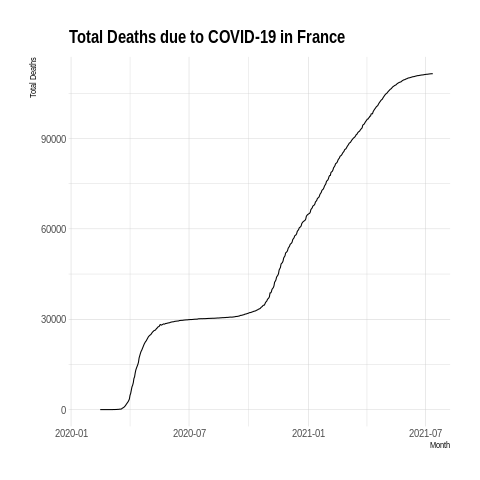 Total Deaths due to COVID-19 in France
Total Deaths
90000
60000
30000
0
2020-01 2020-07 2021-01 2021-07
Month